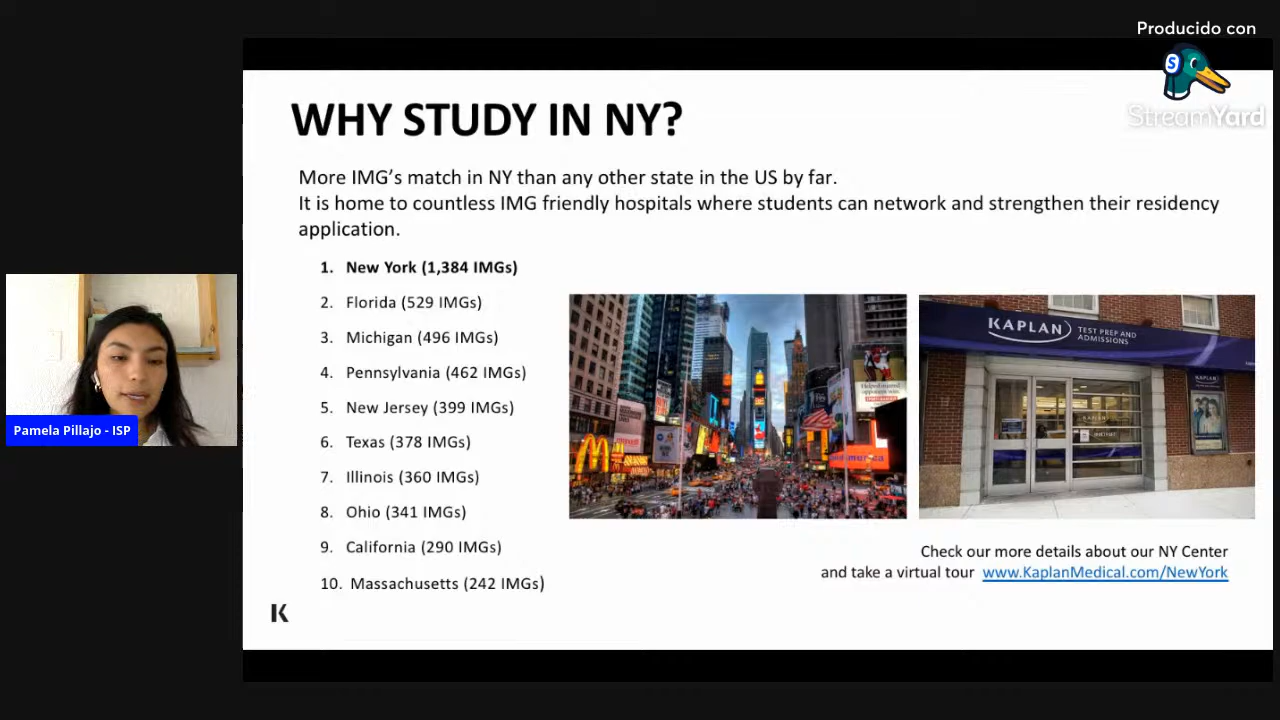 Producido con
StreamYard
WHY STUDY IN NY?
More IMG's match in NY than any other state in the US by far.
It is home to countless IMG friendly hospitals where students can network and strengthen their residency
application.
1. New York (1,384 IMGs)
2. Florida (529 IMGs)
3. Michigan (496 IMGs)
4. Pennsylvania (462 IMGs)
5. New Jersey (399 IMGs)
6. Texas (378 IMGs)
7. Illinois (360 IMGs)
8. Ohio (341 IMGs)
9. California (290 IMGs)
10. Massachusetts (242 IMGs)
KAPLAN
TEST PREP AND
ADMISSIONS
Pamela Pillajo - ISP
Check our more details about our NY Center
and take a virtual tour www.KaplanMedical.com/NewYork
K